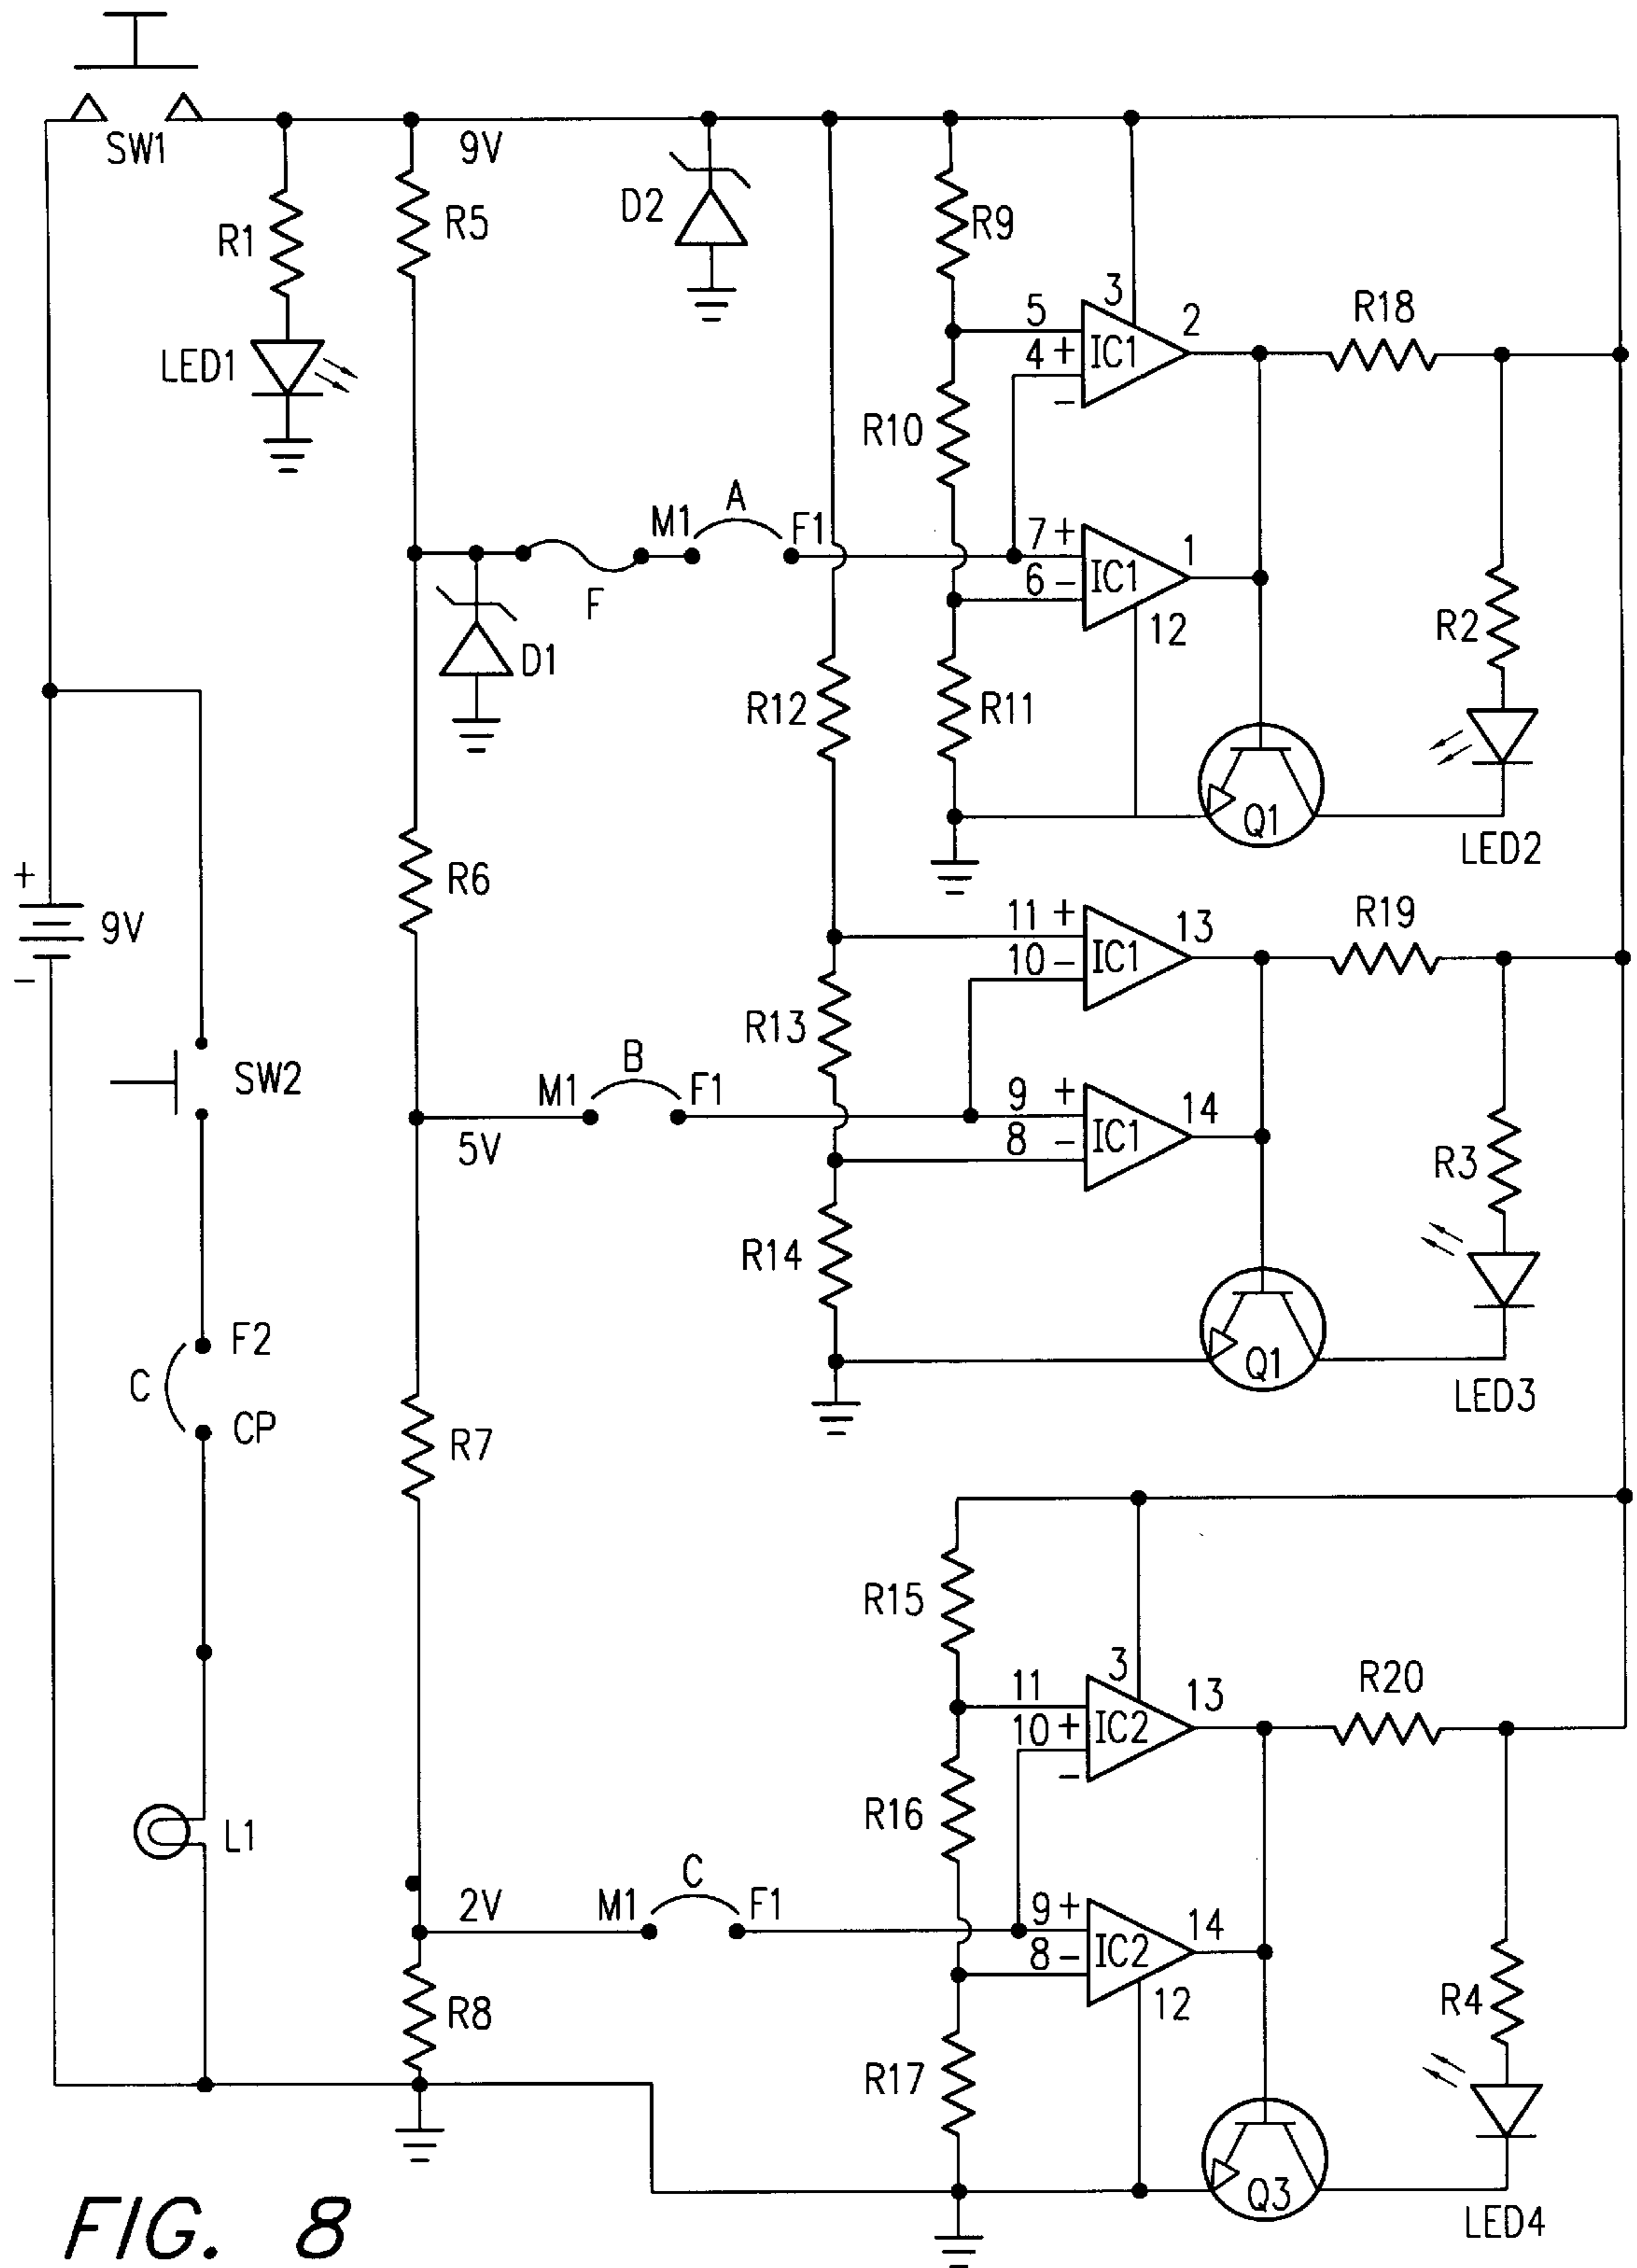 SW1
9V
R1
R5
D2
R9
3
5
4 +
IC1
2
R18
LED1
−
R10
M1
A
F1
7 +
6 −
IC1
1
F
12
D1
R2
R12
R11
Q1
LED2
R6
+
9V
−
11 +
10 −
IC1
13
R19
R13
SW2
B
M1
F1
9 +
8 −
IC1
14
5V
R3
R14
F2
C
CP
Q1
LED3
R7
R15
3
11
10 +
IC2
13
R20
−
R16
L1
2V
M1
C
F1
9 +
8 −
IC2
14
12
R8
R4
R17
Q3
LED4
FIG. 8